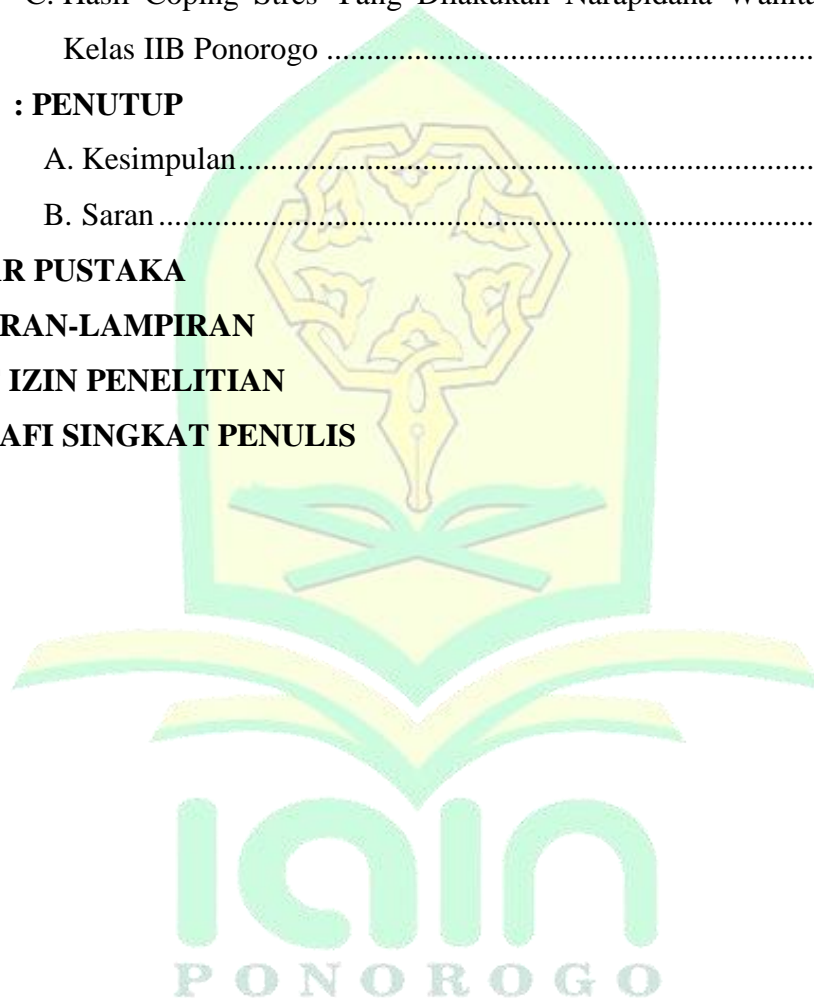 C. Hasil Coping Stres Yang Dilakukan Narapidana Wanita
Kelas IIB Ponorogo ....................................................
: PENUTUP
A. Kesimpulan.............................................................
B. Saran......................................................................
R PUSTAKA
RAN-LAMPIRAN
IZIN PENELITIAN
AFI SINGKAT PENULIS
iain
PONOROGO